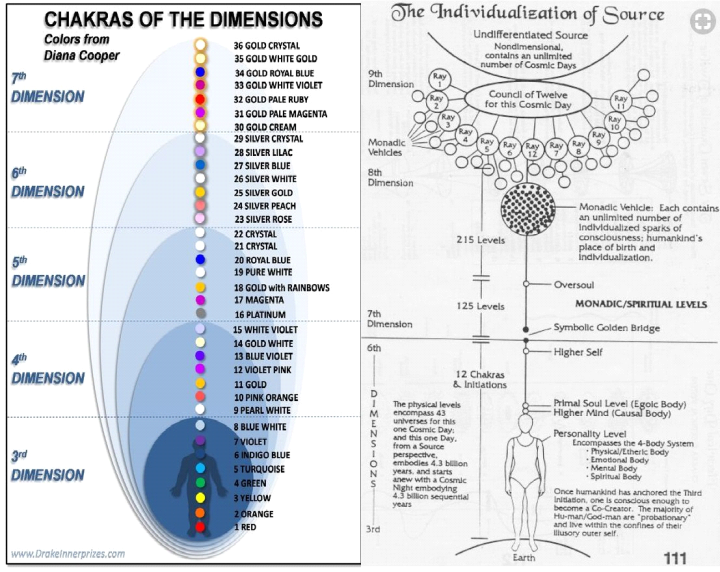 CHAKRAS OF THE DIMENSIONS
Colors from
Diana Cooper
7th
DIMENSION
36 GOLD CRYSTAL
35 GOLD WHITE GOLD
34 GOLD ROYAL BLUE
33 GOLD WHITE VIOLET
32 GOLD PALE RUBY
31 GOLD PALE MAGENTA
30 GOLD CREAM
6th
DIMENSION
29 SILVER CRYSTAL
28 SILVER LILAC
27 SILVER BLUE
26 SILVER WHITE
25 SILVER GOLD
24 SILVER PEACH
23 SILVER ROSE
5th
DIMENSION
22 CRYSTAL
21 CRYSTAL
20 ROYAL BLUE
19 PURE WHITE
18 GOLD with RAINBOWS
17 MAGENTA
16 PLATINUM
4th
DIMENSION
15 WHITE VIOLET
14 GOLD WHITE
13 BLUE VIOLET
12 VIOLET PINK
11 GOLD
10 PINK ORANGE
9 PEARL WHITE
3rd
DIMENSION
8 BLUE WHITE
7 VIOLET
6 INDIGO BLUE
5 TURQUOISE
4 GREEN
3 YELLOW
2 ORANGE
1 RED
www.DrakeInnerprizes.com
The Individualization of Source
Undifferentiated Source
Nondimensional,
contains an unlimited
number of Cosmic Days
9th
Dimension
Council of Twelve
for this Cosmic Day
Ray
1
Ray
2
Ray
3
Ray
4
Ray
5
Ray
6
Ray
12
Ray
7
Ray
8
Ray
9
Ray
10
Ray
11
Monadic
Vehicles
8th
Dimension
Monadic Vehicle: Each contains
an unlimited number of
individualized sparks of
consciousness; humankind's
place of birth and
individualization.
215 Levels
Oversoul
125 Levels
MONADIC/SPIRITUAL LEVELS
7th
Dimension
Symbolic Golden Bridge
6th
Higher Self
12 Chakras
& Initiations
DIMENSIONS
The physical levels
encompass 43
universes for this
one Cosmic Day;
and this one Day,
from a Source
perspective,
embodies 4.3 billion
years, and starts
anew with a Cosmic
Night embodying
4.3 billion sequential
years
Primal Soul Level (Egoic Body)
Higher Mind (Causal Body)
Personality Level
Encompasses the 4-Body System
• Physical/Etheric Body
• Emotional Body
• Mental Body
• Spiritual Body
Once humankind has anchored the Third
Initiation, one is conscious enough to
become a Co-Creator. The majority of
Hu-man/God-man are "probationary"
and live within the confines of their
illusory outer self.
3rd
Earth
111